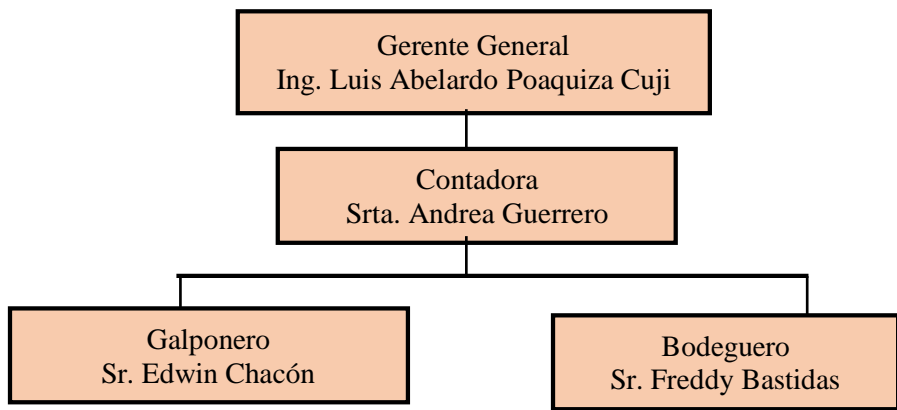 Gerente General
Ing. Luis Abelardo Poaquiza Cuji
Contadora
Srta. Andrea Guerrero
Galponero
Sr. Edwin Chacón
Bodeguero
Sr. Freddy Bastidas